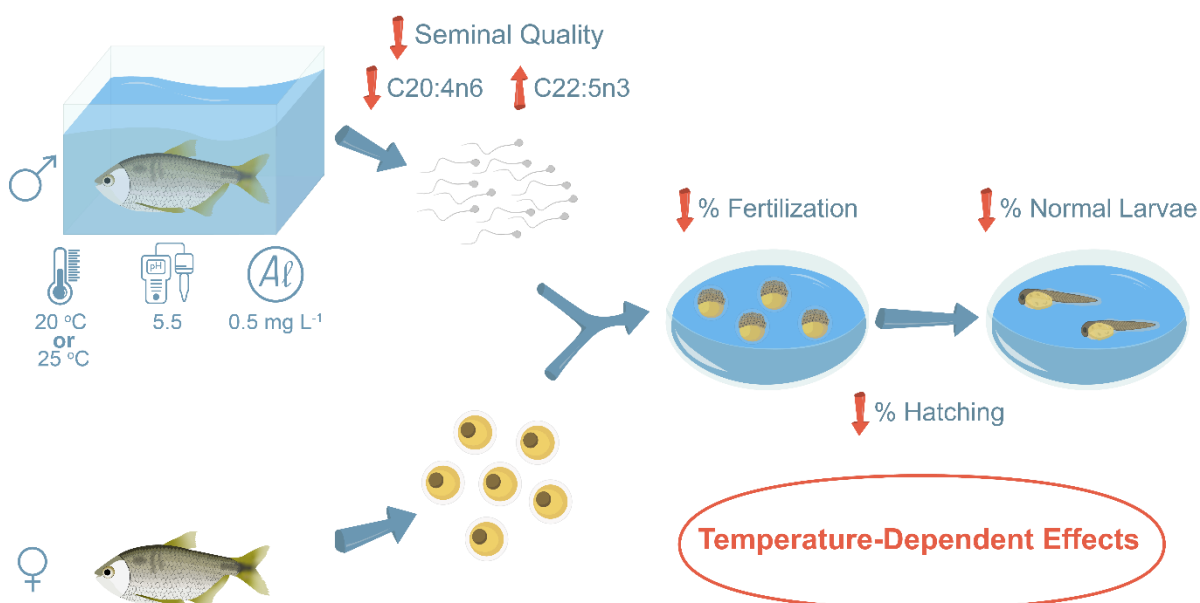 Seminal Quality
C20:4n6 C22:5n3
♂
pH
Al
20 °C
or
25 °C
5.5
0.5 mg L⁻¹
% Fertilization
% Normal Larvae
% Hatching
Temperature-Dependent Effects
♀